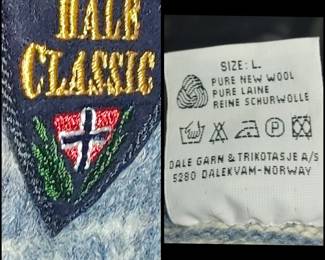 DALE
CLASSIC
SIZE: L.
PURE NEW WOOL
PURE LAINE
REINE SCHURWOLLE
P
DALE GARN & TRIKOTASJE A/S
5280 DALEKVAM-NORWAY